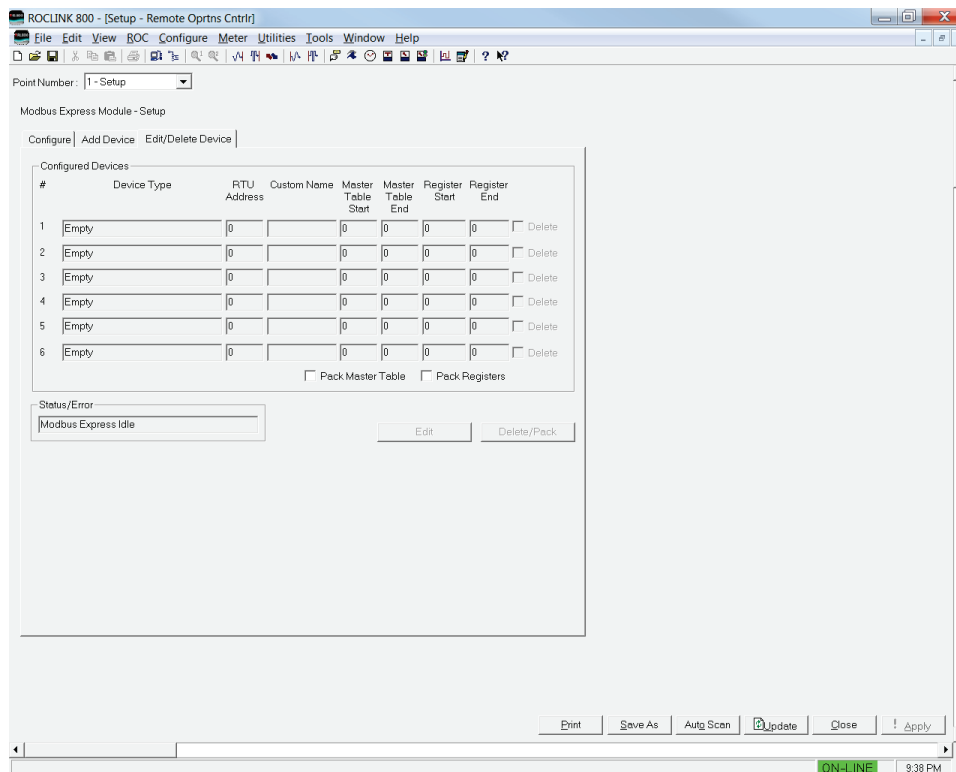 ROCLINK 800 - [Setup - Remote Oprtns Cntrlr]
File Edit View ROC Configure Meter Utilities Tools Window Help
Point Number: 1 - Setup
Modbus Express Module - Setup
Configure Add Device Edit/Delete Device
Configured Devices
# Device Type RTU Address Custom Name Master Table Start Master Table End Register Start Register End
1 Empty 0 0 0 0 0 Delete
2 Empty 0 0 0 0 0 Delete
3 Empty 0 0 0 0 0 Delete
4 Empty 0 0 0 0 0 Delete
5 Empty 0 0 0 0 0 Delete
6 Empty 0 0 0 0 0 Delete
Pack Master Table Pack Registers
Status/Error
Modbus Express Idle
Edit Delete/Pack
Print Save As Auto Scan Update Close ! Apply
ON-LINE 9:38 PM